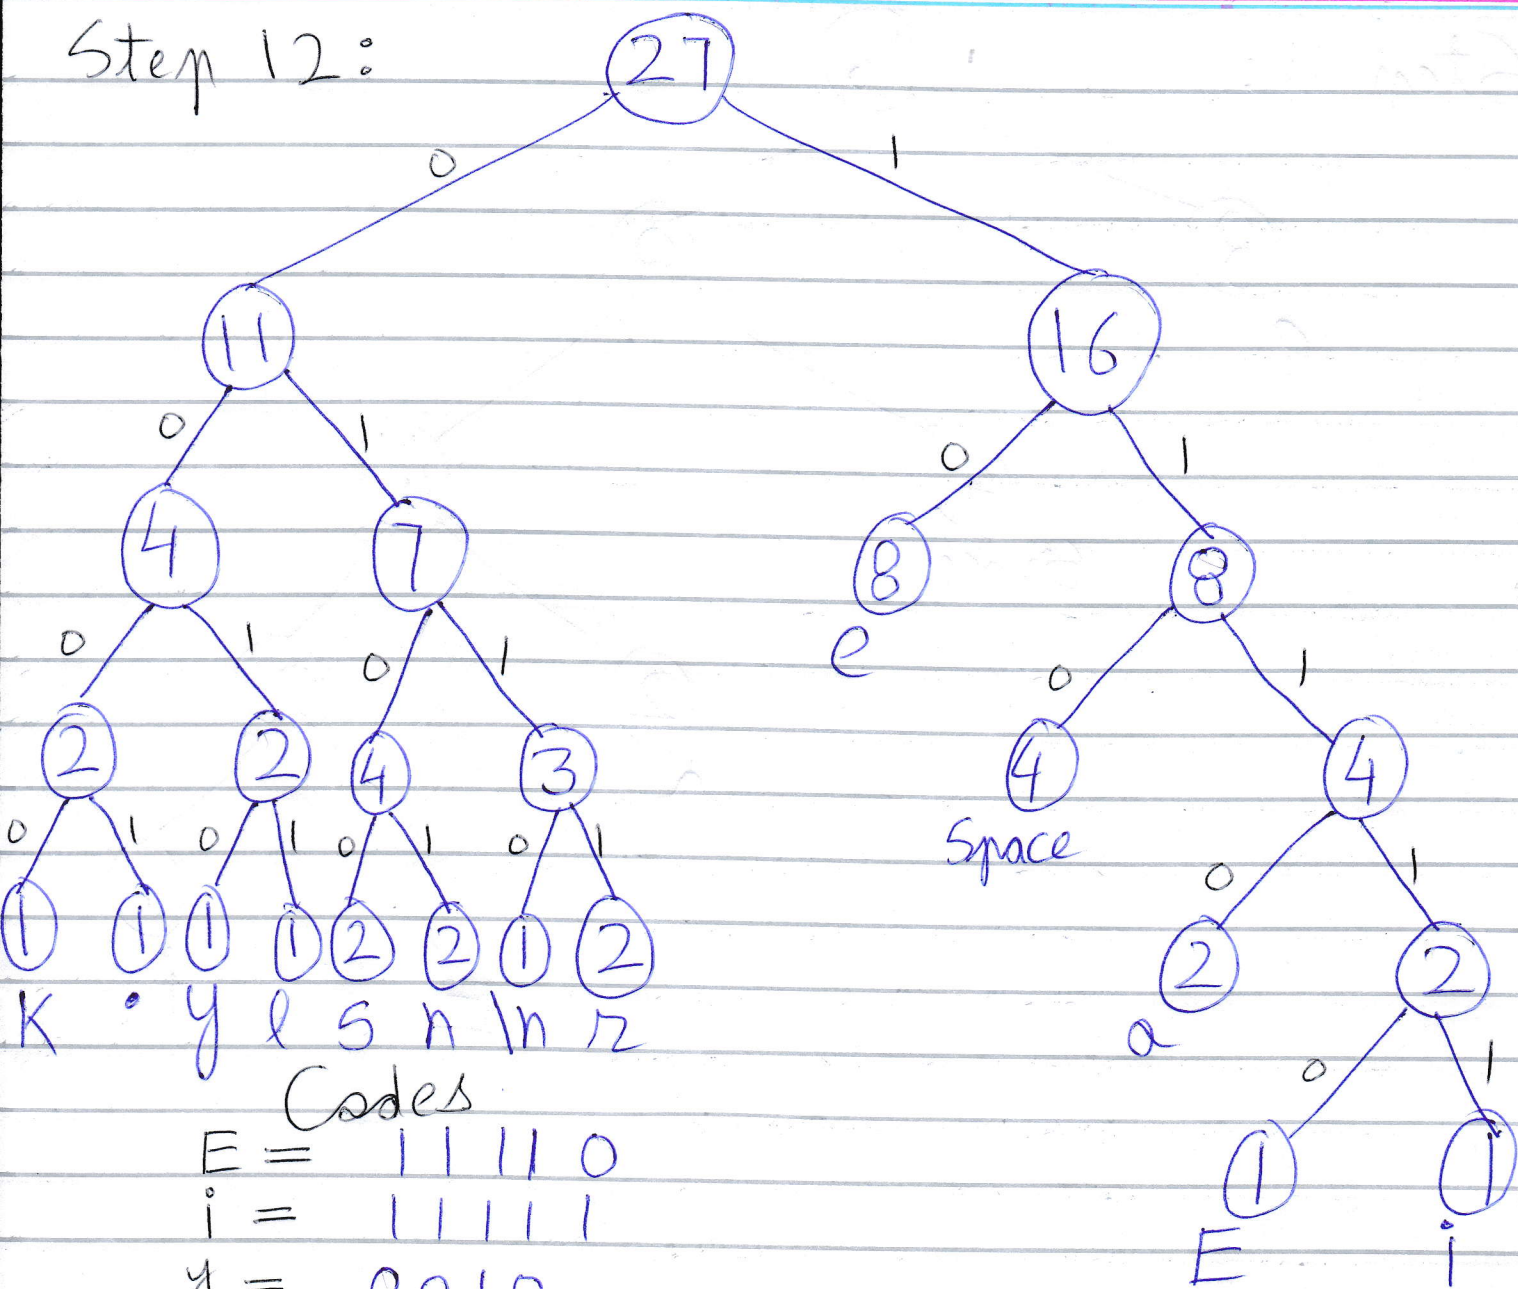 Step 12:
27
0 1
11 16
0 1 0 1
4 7 8 8
e
0 1 0 1 0 1
2 2 4 3 4 4
Space
0 1 0 1 0 1 0 1 0 1
1 1 1 1 2 2 1 2 2 2
K . y l s n \n r a
0 1
1 1
E i
Codes
E = 11110
i = 11111
y = 0010